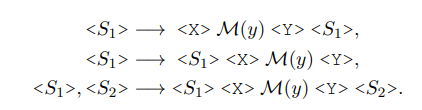 <S₁> ⟶ <X> ℳ(y) <Y> <S₁>,
<S₁> ⟶ <S₁> <X> ℳ(y) <Y>,
<S₁>, <S₂> ⟶ <S₁> <X> ℳ(y) <Y> <S₂>.